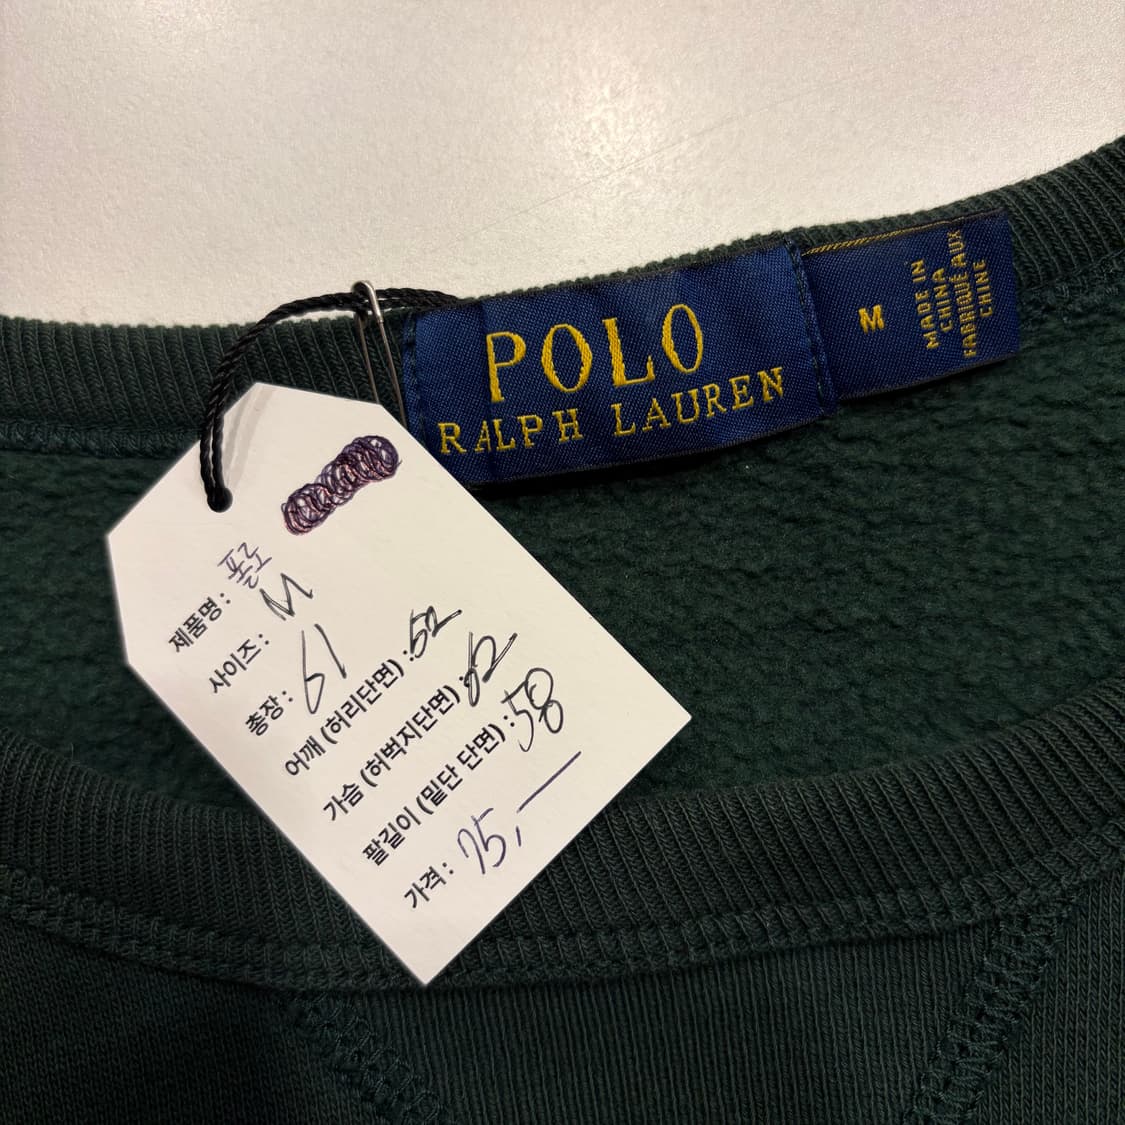 POLO
RALPH LAUREN
M
MADE IN
CHINA
FABRIQUÉ AUX
CHINE
제품명: 폴로
사이즈: M
총장: 61
어깨 (허리단면) :52
가슴 (허벅지단면) :62
팔길이 (밑단 단면) :58
가격: 75,—